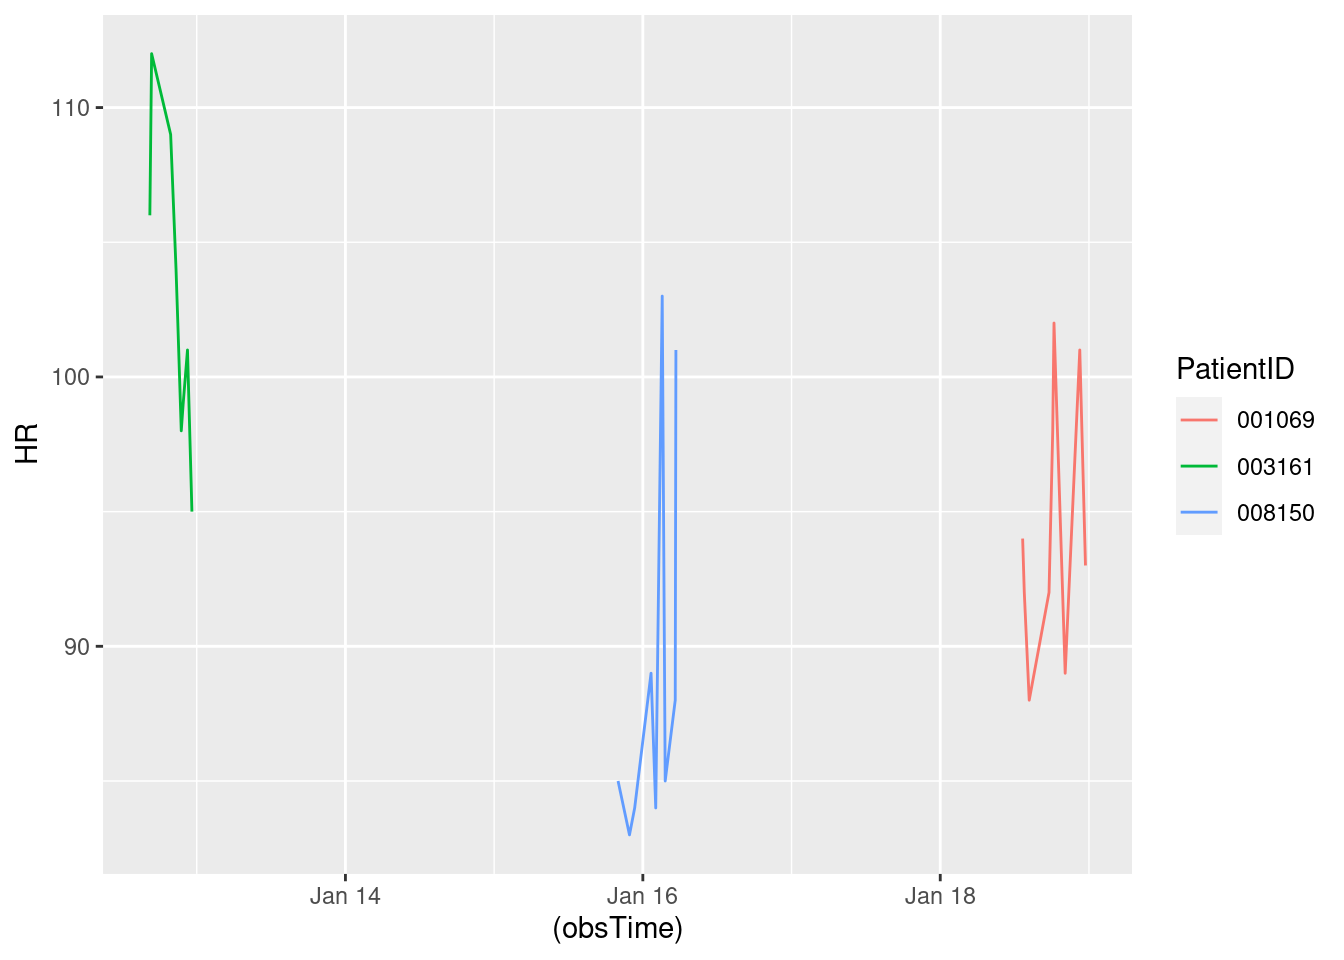 110
100
90
HR
Jan 14
Jan 16
Jan 18
(obsTime)
PatientID
001069
003161
008150